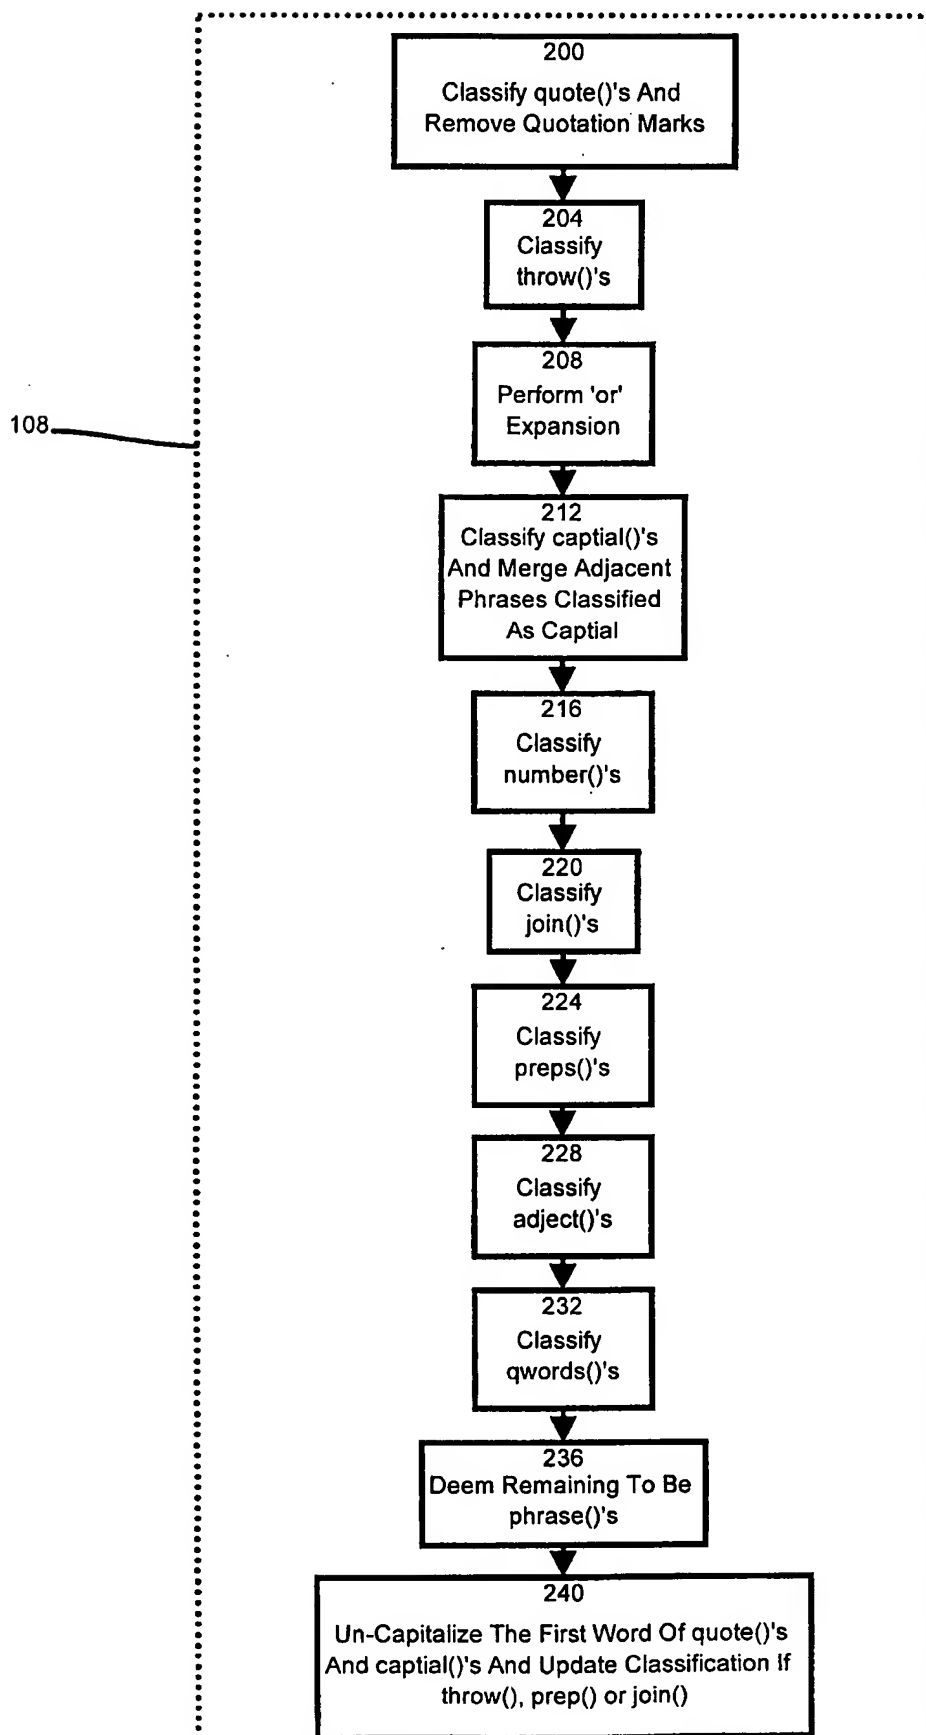 200
Classify quote()'s And
Remove Quotation Marks
204
Classify
throw()'s
208
Perform 'or'
Expansion
108
212
Classify captial()'s
And Merge Adjacent
Phrases Classified
As Captial
216
Classify
number()'s
220
Classify
join()'s
224
Classify
preps()'s
228
Classify
adject()'s
232
Classify
qwords()'s
236
Deem Remaining To Be
phrase()'s
240
Un-Capitalize The First Word Of quote()'s
And captial()'s And Update Classification If
throw(), prep() or join()